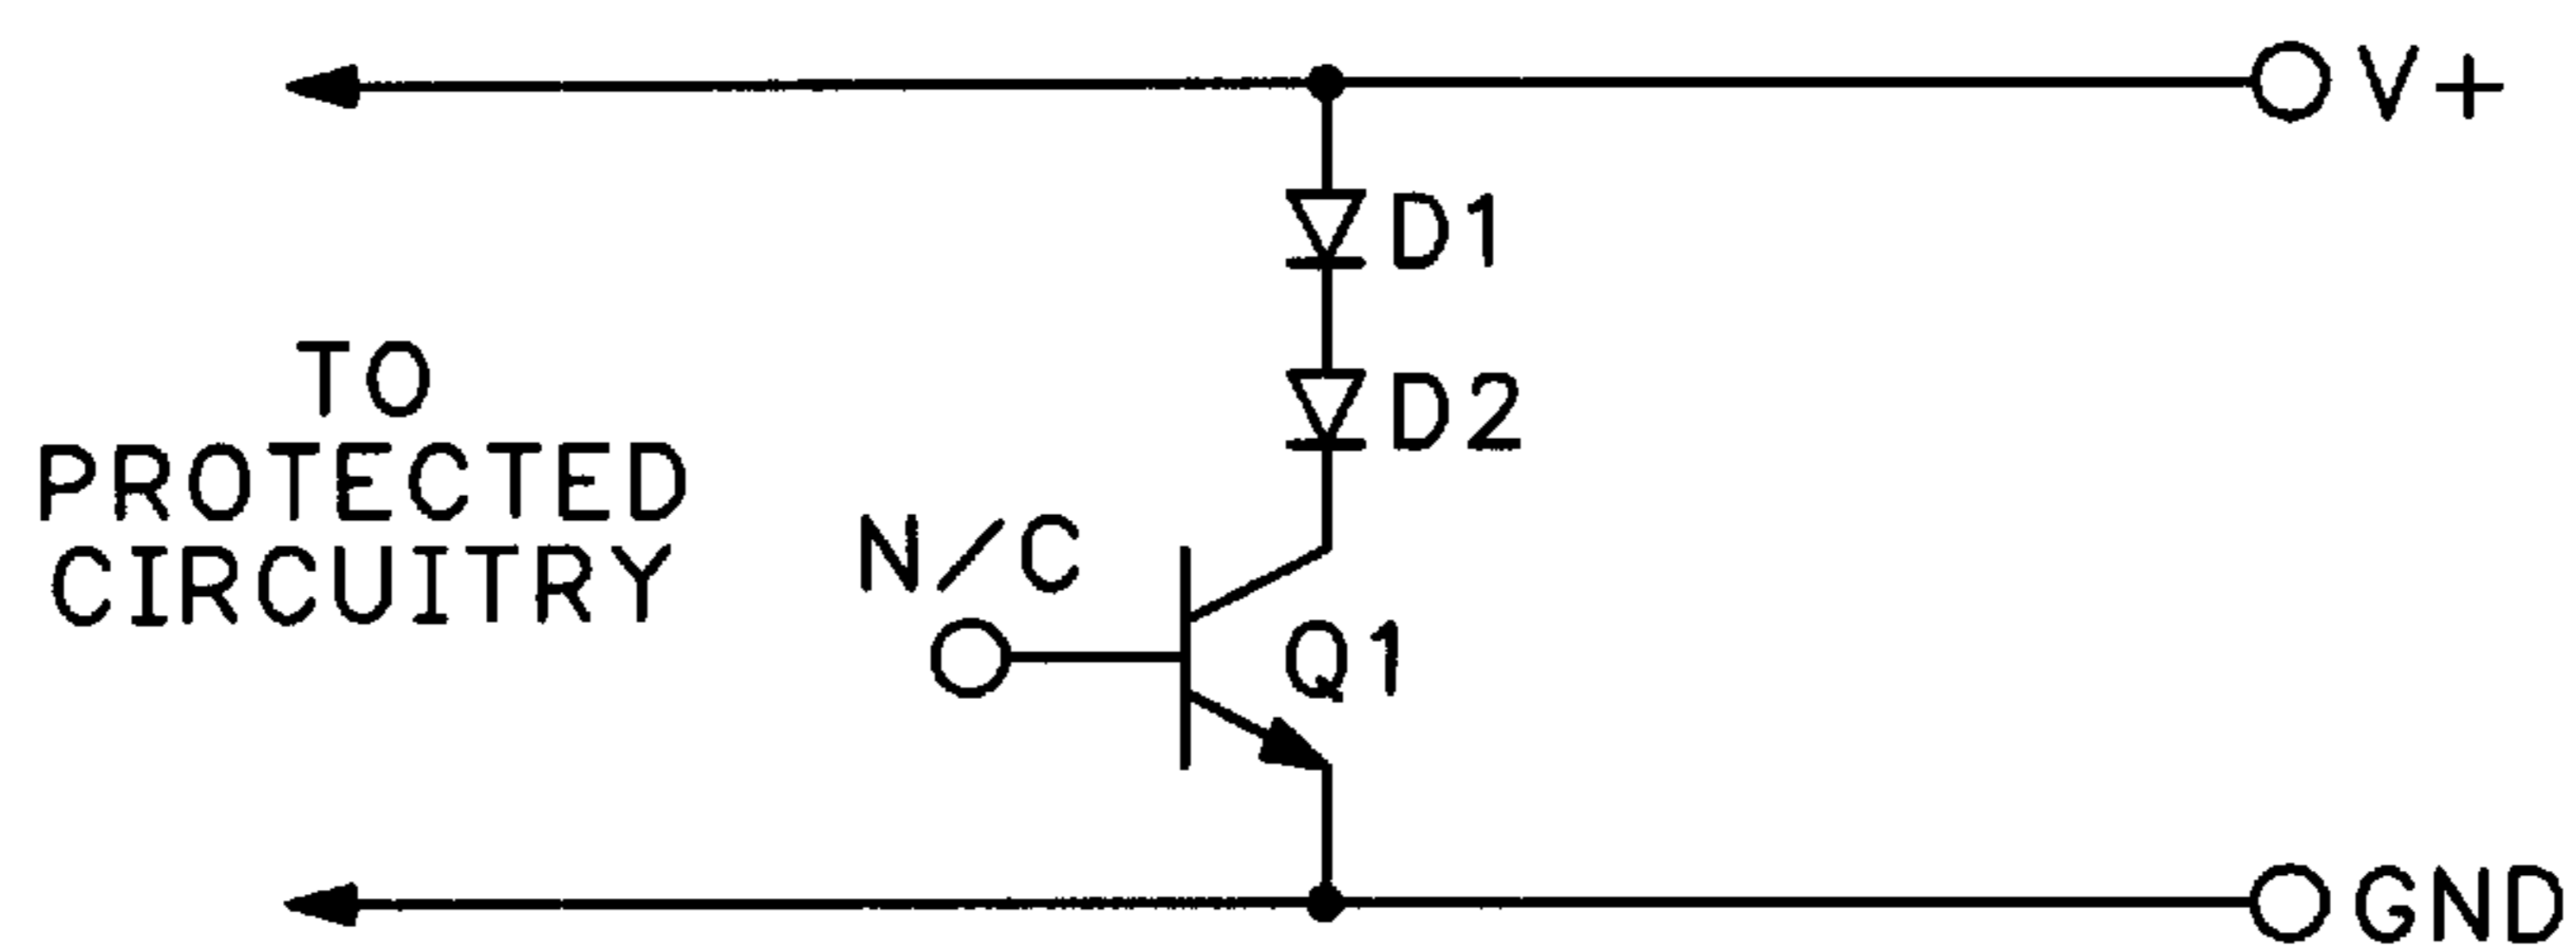 V+
D1
D2
TO
PROTECTED
CIRCUITRY
N/C
Q1
GND